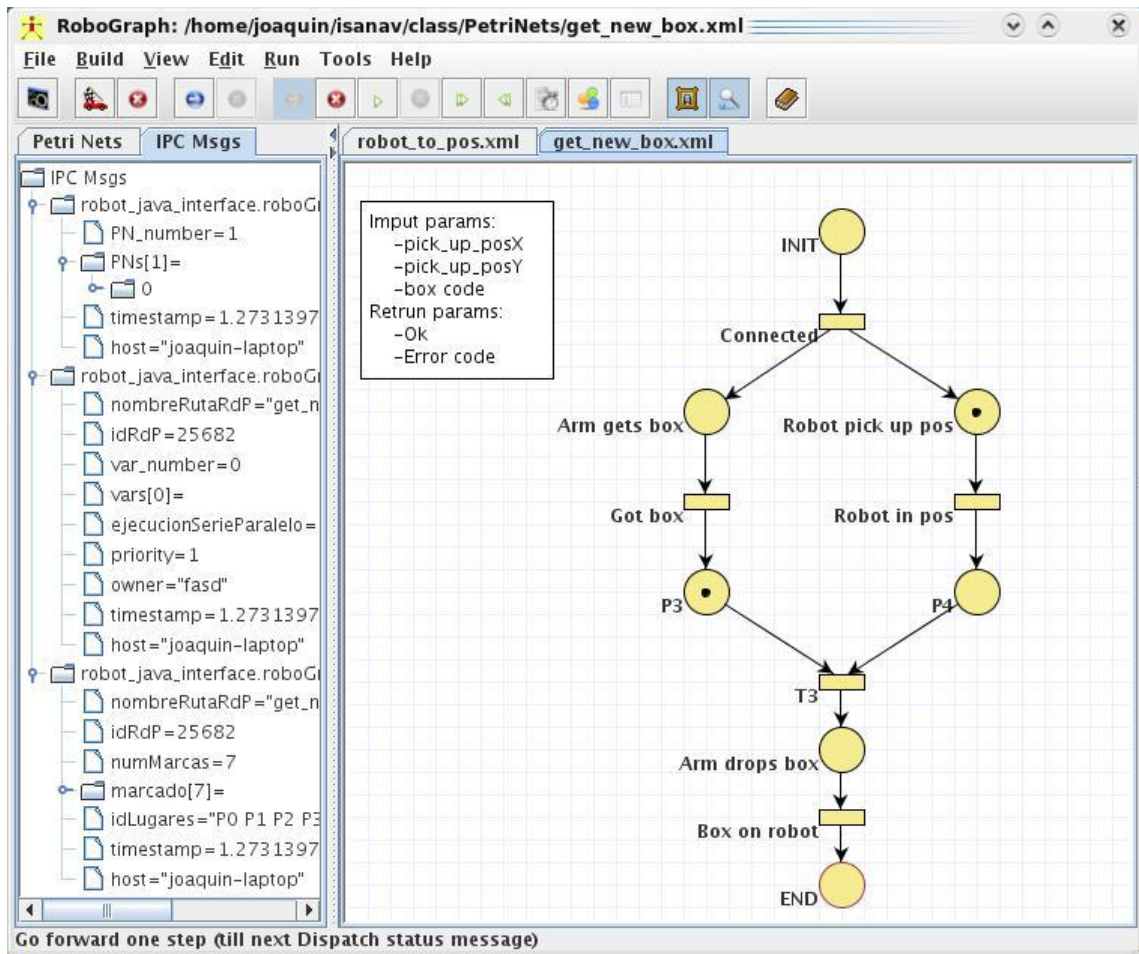 RoboGraph: /home/joaquin/isanav/class/PetriNets/get_new_box.xml
File Build View Edit Run Tools Help
Petri Nets
IPC Msgs
IPC Msgs
robot_java_interface.roboGr
PN_number=1
PNs[1]=
0
timestamp=1.2731397
host="joaquin-laptop"
robot_java_interface.roboGr
nombreRutaRdP="get_n
idRdP=25682
var_number=0
vars[0]=
ejecucionSerieParalelo=
priority=1
owner="fasd"
timestamp=1.2731397
host="joaquin-laptop"
robot_java_interface.roboGr
nombreRutaRdP="get_n
idRdP=25682
numMarcas=7
marcado[7]=
idLugares="P0 P1 P2 P3
timestamp=1.2731397
host="joaquin-laptop"
robot_to_pos.xml
get_new_box.xml
Imput params:
-pick_up_posX
-pick_up_posY
-box code
Retrun params:
-Ok
-Error code
INIT
Connected
Arm gets box
Robot pick up pos
Got box
Robot in pos
P3
P4
T3
Arm drops box
Box on robot
END
Go forward one step (till next Dispatch status message)